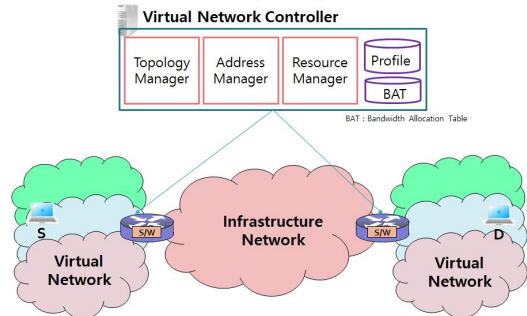 Virtual Network Controller
Topology
Manager
Address
Manager
Resource
Manager
Profile
BAT
BAT : Bandwidth Allocation Table
S
S/W
Infrastructure
Network
S/W
D
Virtual
Network
Virtual
Network